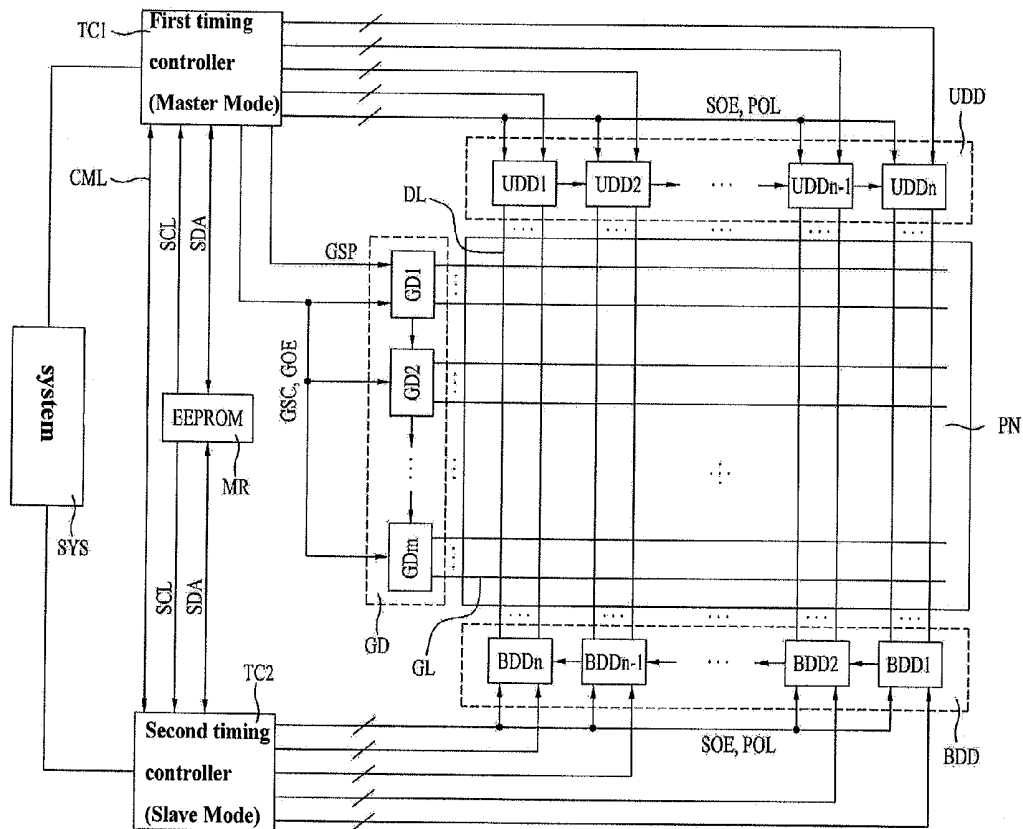 TC1
First timing
controller
(Master Mode)
SOE, POL
UDD
CML
SCL
SDA
UDD1
UDD2
...
UDDn-1
UDDn
DL
...
...
...
...
...
GSP
GD1
...
GSC, GOE
GD2
...
system
EEPROM
MR
PN
...
...
SYS
GDm
...
SCL
SDA
...
...
...
...
...
GD
GL
BDDn
BDDn-1
...
BDD2
BDD1
TC2
Second timing
controller
(Slave Mode)
SOE, POL
BDD